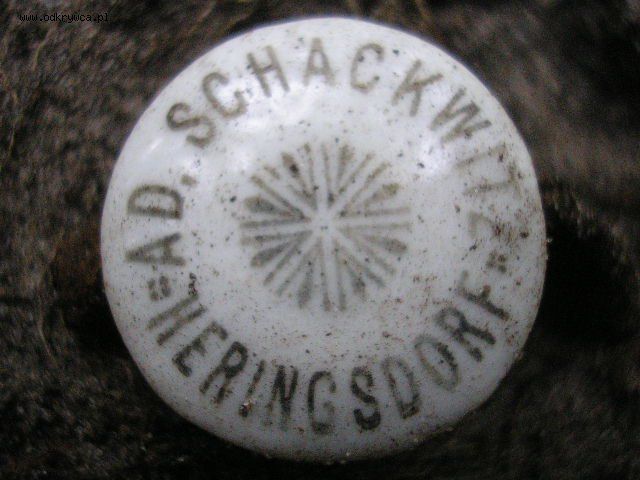 www.odkrywca.pl
AD. SCHACKWITZ
=HERINGSDORF=